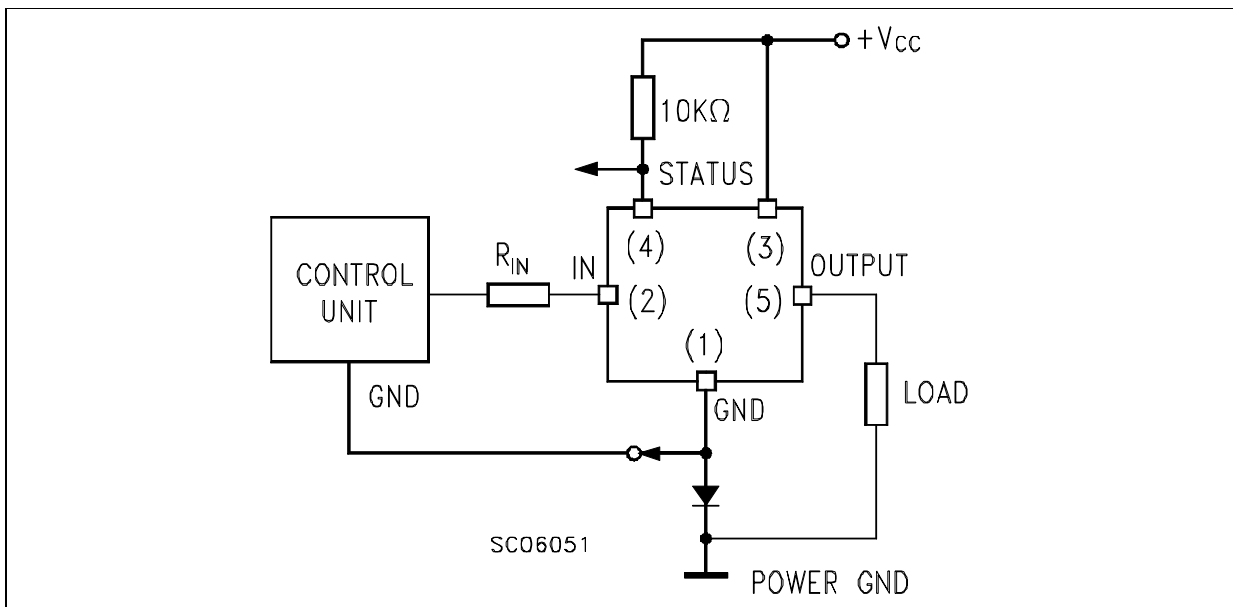 +VCC
10KΩ
STATUS
(4)
(3)
OUTPUT
RIN
IN
CONTROL
UNIT
(2)
(5)
(1)
GND
GND
LOAD
SC06051
POWER GND